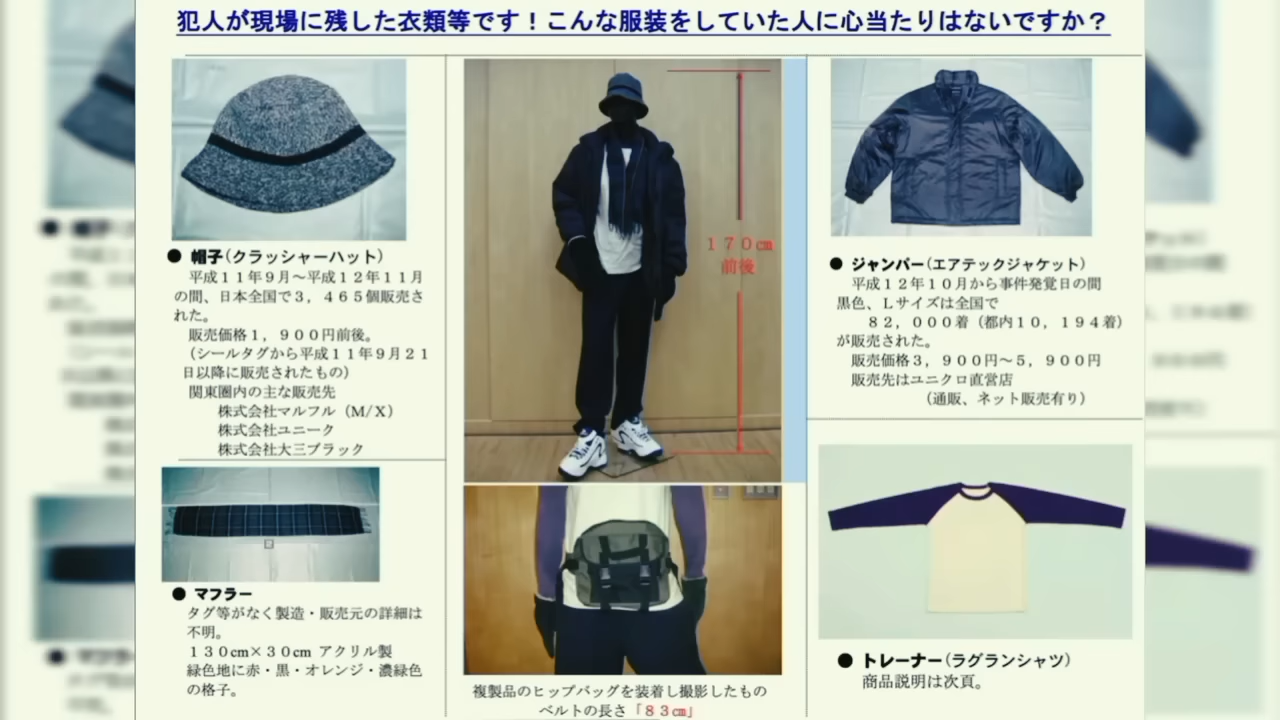 犯人が現場に残した衣類等です！こんな服装をしていた人に心当たりはないですか？
● 帽子（クラッシャーハット）
平成１１年９月～平成１２年１１月
の間、日本全国で３，４６５個販売さ
れた。
販売価格１，９００円前後。
（シールタグから平成１１年９月２１
日以降に販売されたもの）
関東圏内の主な販売先
株式会社マルフル（Ｍ/Ｘ）
株式会社ユニーク
株式会社大三ブラック
● マフラー
タグ等がなく製造・販売元の詳細は
不明。
１３０㎝×３０㎝ アクリル製
緑色地に赤・黒・オレンジ・濃緑色
の格子。
１７０㎝
前後
複製品のヒップバッグを装着し撮影したもの
ベルトの長さ「８３㎝」
● ジャンパー（エアテックジャケット）
平成１２年１０月から事件発覚日の間
黒色、Ｌサイズは全国で
８２，０００着（都内１０，１９４着）
が販売された。
販売価格３，９００円～５，９００円
販売先はユニクロ直営店
（通販、ネット販売有り）
● トレーナー（ラグランシャツ）
商品説明は次頁。